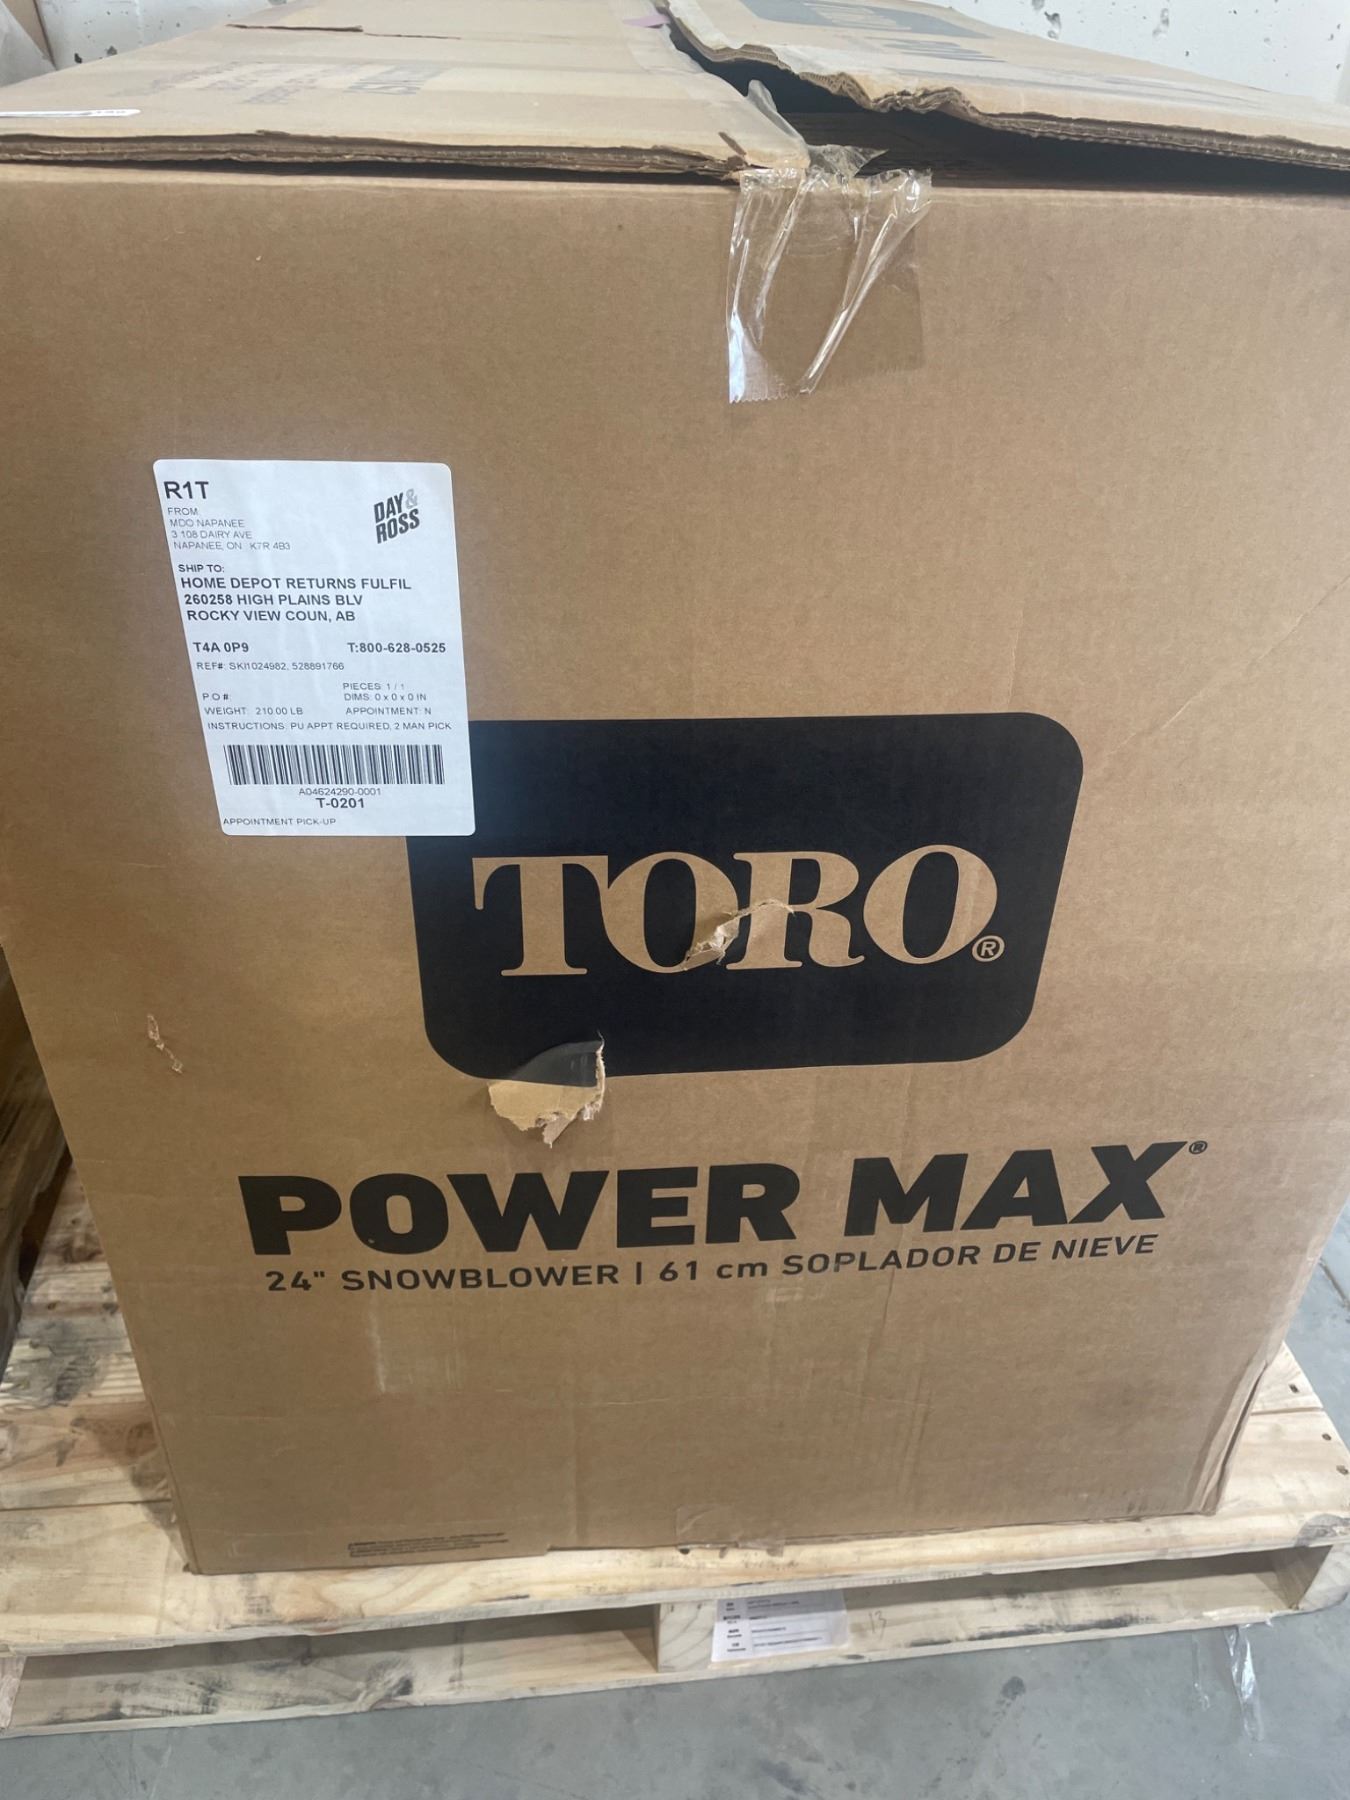 R1T
DAY &
ROSS
FROM:
MDO NAPANEE
3 108 DAIRY AVE
NAPANEE, ON K7R 4B3
SHIP TO:
HOME DEPOT RETURNS FULFIL
260258 HIGH PLAINS BLV
ROCKY VIEW COUN, AB
T4A 0P9 T:800-628-0525
REF#: SKI1024982, 528891766
PIECES: 1 / 1
P.O # DIMS: 0 x 0 x 0 IN
WEIGHT: 210.00 LB APPOINTMENT: N
INSTRUCTIONS: PU APPT REQUIRED, 2 MAN PICK
A04624290-0001
T-0201
APPOINTMENT PICK-UP
TORO®
POWER MAX®
24" SNOWBLOWER | 61 cm SOPLADOR DE NIEVE
13